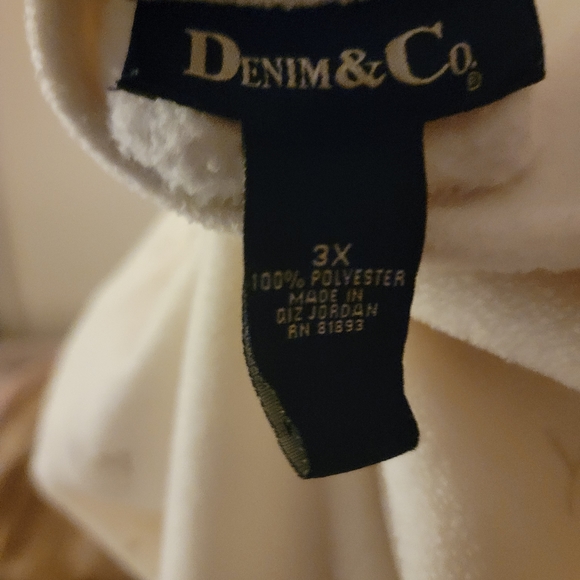 DENIM & CO.®
3X
100% POLYESTER
MADE IN
QIZ JORDAN
RN 81893